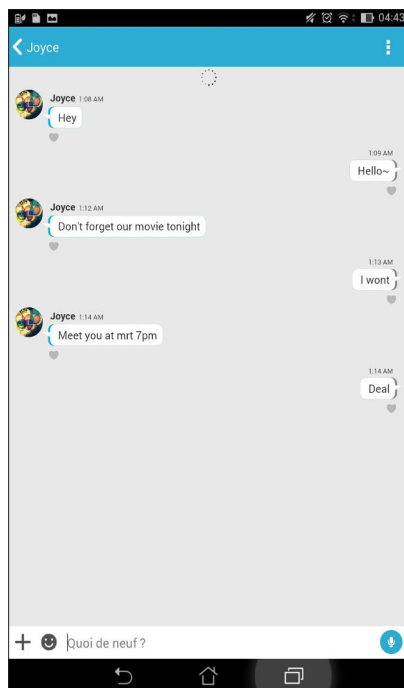 04:43
Joyce
Joyce 1:08 AM
Hey
1:09 AM
Hello~
Joyce 1:12 AM
Don't forget our movie tonight
1:13 AM
I wont
Joyce 1:14 AM
Meet you at mrt 7pm
1:14 AM
Deal
Quoi de neuf ?